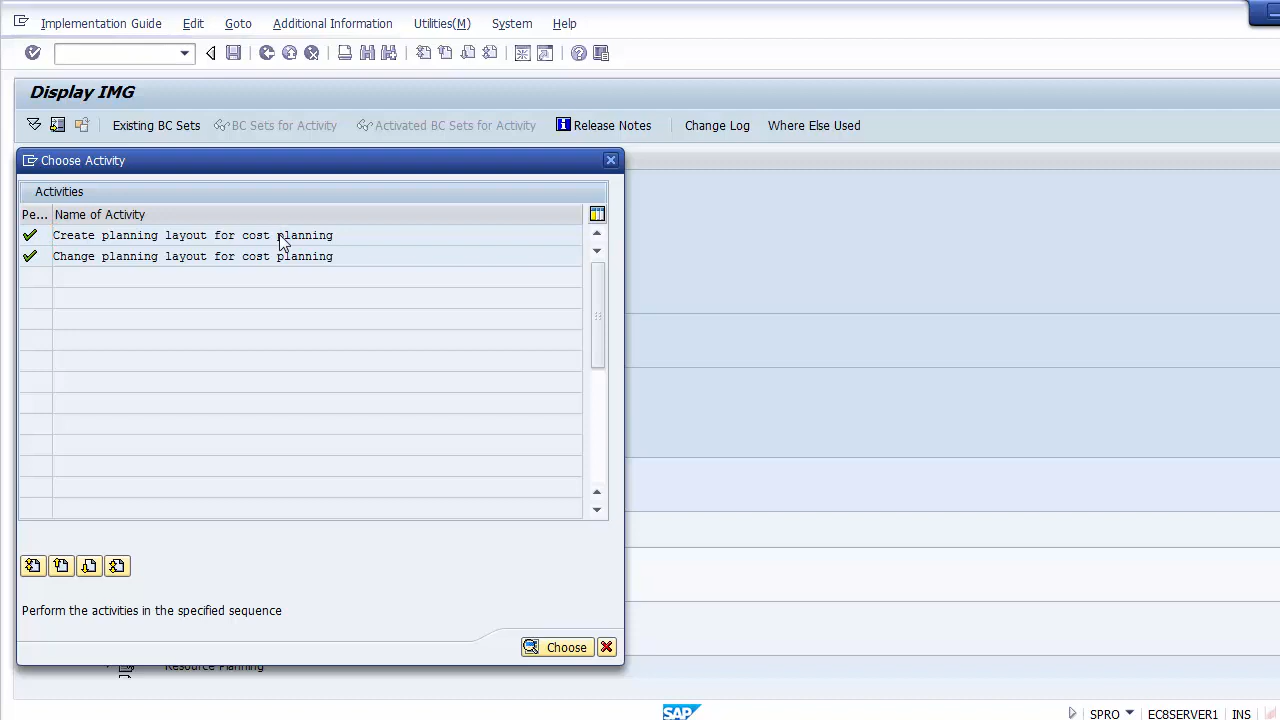 Implementation Guide Edit Goto Additional Information Utilities(M) System Help
Display IMG
Existing BC Sets BC Sets for Activity Activated BC Sets for Activity Release Notes Change Log Where Else Used
Choose Activity
Activities
Pe... Name of Activity
Create planning layout for cost planning
Change planning layout for cost planning
Perform the activities in the specified sequence
Choose
Resource Planning
SAP SPRO EC8SERVER1 INS